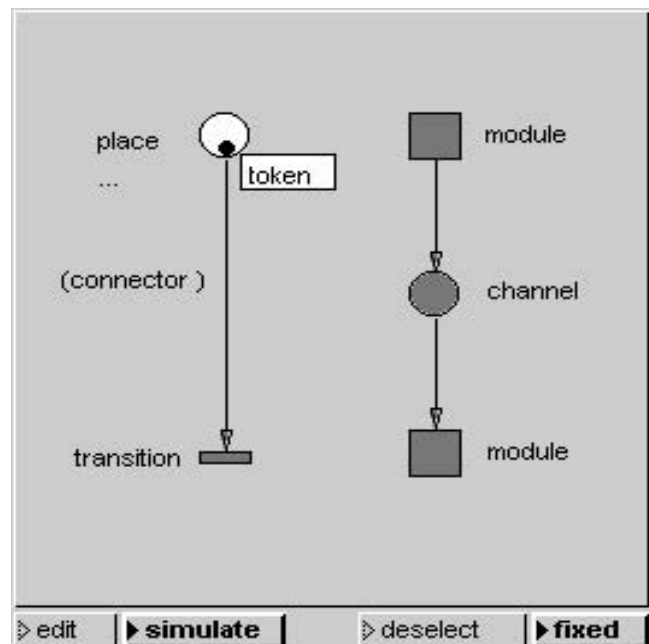 place
...
token
(connector )
transition
module
channel
module
edit
simulate
deselect
fixed